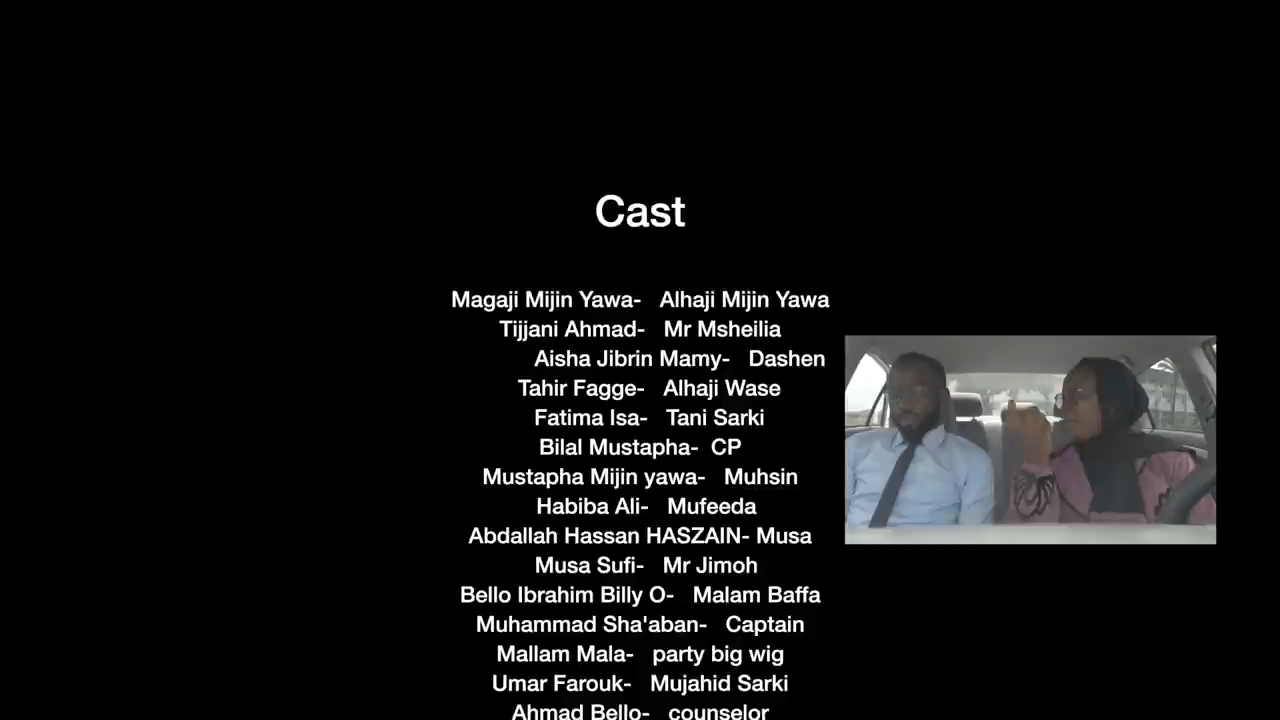 Cast
Magaji Mijin Yawa- Alhaji Mijin Yawa
Tijjani Ahmad- Mr Msheilia
Aisha Jibrin Mamy- Dashen
Tahir Fagge- Alhaji Wase
Fatima Isa- Tani Sarki
Bilal Mustapha- CP
Mustapha Mijin yawa- Muhsin
Habiba Ali- Mufeeda
Abdallah Hassan HASZAIN- Musa
Musa Sufi- Mr Jimoh
Bello Ibrahim Billy O- Malam Baffa
Muhammad Sha'aban- Captain
Mallam Mala- party big wig
Umar Farouk- Mujahid Sarki
Ahmad Bello- counselor